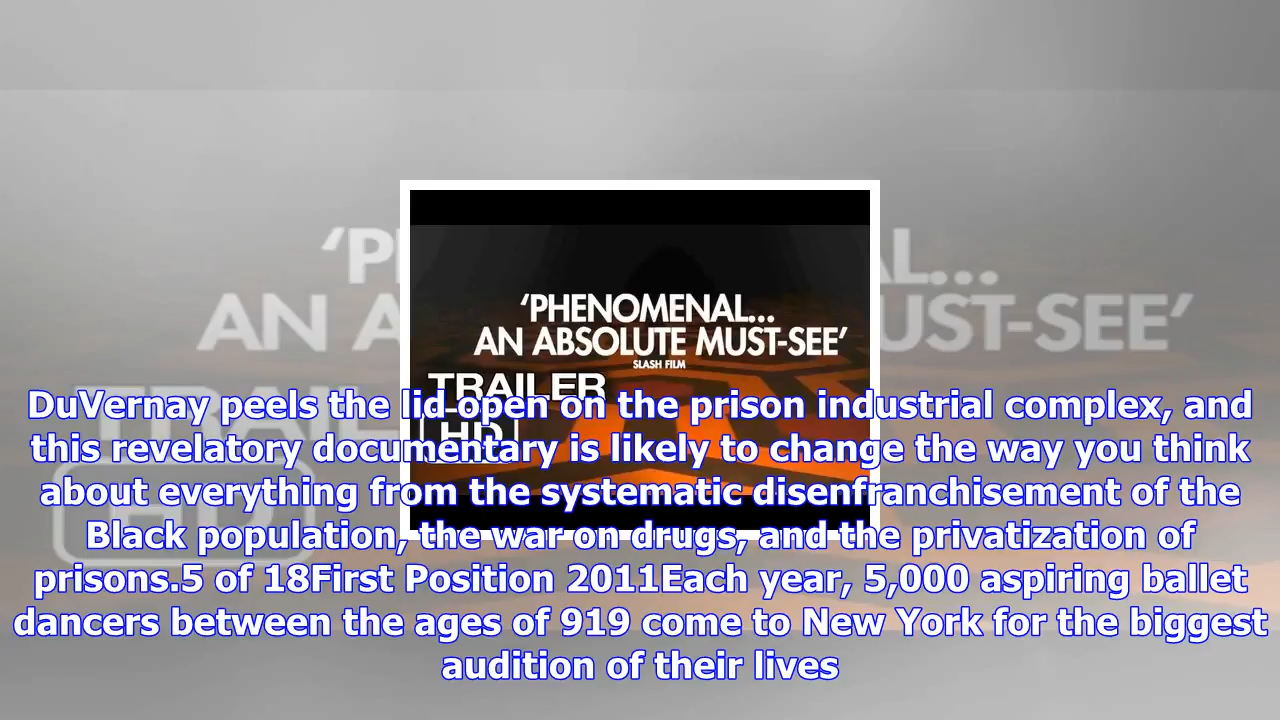 'PHENOMENAL...
AN ABSOLUTE MUST-SEE'
SLASH FILM
TRAILER
HD
DuVernay peels the lid open on the prison industrial complex, and
this revelatory documentary is likely to change the way you think
about everything from the systematic disenfranchisement of the
Black population, the war on drugs, and the privatization of
prisons.5 of 18First Position 2011Each year, 5,000 aspiring ballet
dancers between the ages of 919 come to New York for the biggest
audition of their lives